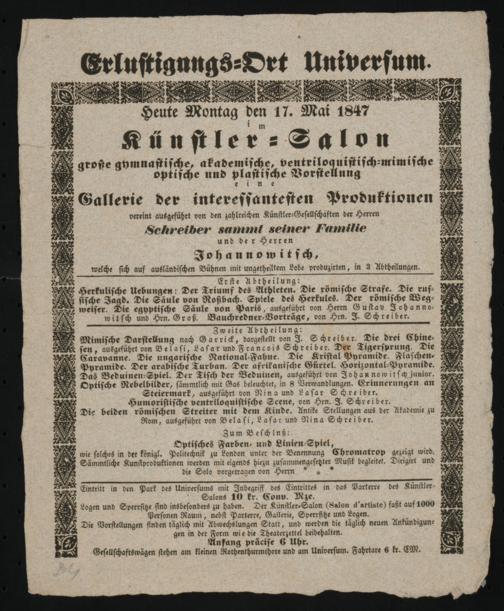 Erlustigungs=Ort Universum.
Heute Montag den 17. Mai 1847
im
Künstler=Salon
große gymnastische, akademische, ventriloquistisch=mimische
optische und plastische Vorstellung
eine
Gallerie der interessantesten Produktionen
vereint ausgeführt von den zahlreichen Künstler=Gesellschaften der Herren
Schreiber sammt seiner Familie
und der Herren
Johannowitsch,
welche sich auf ausländischen Bühnen mit ungetheiltem Lobe produzirten, in 3 Abtheilungen.
Erste Abtheilung:
Herkulische Uebungen: Der Triumf des Athleten. Die römische Strafe. Die rus=
sische Jagd. Die Säule von Roßbach. Spiele des Herkules. Der römische Weg=
weiser. Die egyptische Säule von Paris, ausgeführt von Herrn Gustav Johanno=
witsch und Hrn. Groß. Bauchredner=Vorträge, von Hrn. J. Schreiber.
Zweite Abtheilung:
Mimische Darstellung nach Garrick, dargestellt von J. Schreiber. Die drei Chine=
sen, ausgeführt von Belasi, Lasar und Francois Schreiber. Der Tigersprung. Die
Caravanne. Die ungarische National=Fahne. Die Kristal Pyramide. Flaschen=
Pyramide. Der arabische Turban. Der afrikanische Gürtel. Horizontal=Pyramide.
Das Beduinen=Spiel. Der Tisch der Beduinen, ausgeführt von Johannowitsch junior.
Optische Nebelbilder, sämmtlich mit Gas beleuchtet, in 8 Verwandlungen. Erinnerungen an
Steiermark, ausgeführt von Nina und Lasar Schreiber.
Humoristische ventriloquistische Scene, von Hrn. J. Schreiber.
Die beiden römischen Streiter mit dem Kinde. Antike Stellungen aus der Akademie zu
Rom, ausgeführt von Belasi, Lasar und Nina Schreiber.
Zum Beschluß:
Optisches Farben= und Linien=Spiel,
wie solches in der königl. Politechnik zu London unter der Benennung Chromatrop gezeigt wird.
Sämmtliche Kunstproduktionen werden mit eigends hiezu zusammengesetzter Musik begleitet. Dirigirt und
die Solo vorgetragen von Herrn * *
Eintritt in den Park des Universums mit Inbegriff des Eintrittes in das Parterre des Künstler=
Salons 10 kr. Conv. Mze.
Logen und Sperrsitze sind insbesonders zu haben. Der Künstler=Salon (Salon d'artiste) faßt auf 1000
Personen Raum, nebst Parterre, Gallerie, Sperrsitze und Logen.
Die Vorstellungen finden täglich mit Abwechslungen Statt, und werden die täglich neuen Ankündigun=
gen in der Form wie die Theaterzettel beibehalten.
Anfang präcise 6 Uhr.
Gesellschaftswägen stehen am kleinen Rothenthurmthore und am Universum. Fahrtaxe 6 kr. CM.